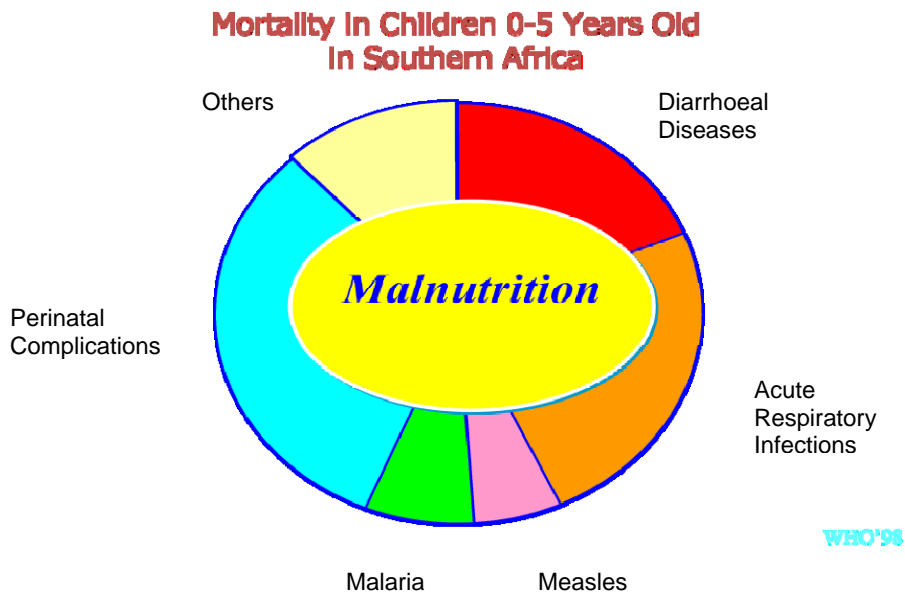 Mortality in Children 0-5 Years Old
in Southern Africa
Others
Diarrhoeal
Diseases
Malnutrition
Perinatal
Complications
Acute
Respiratory
Infections
WHO'98
Malaria
Measles